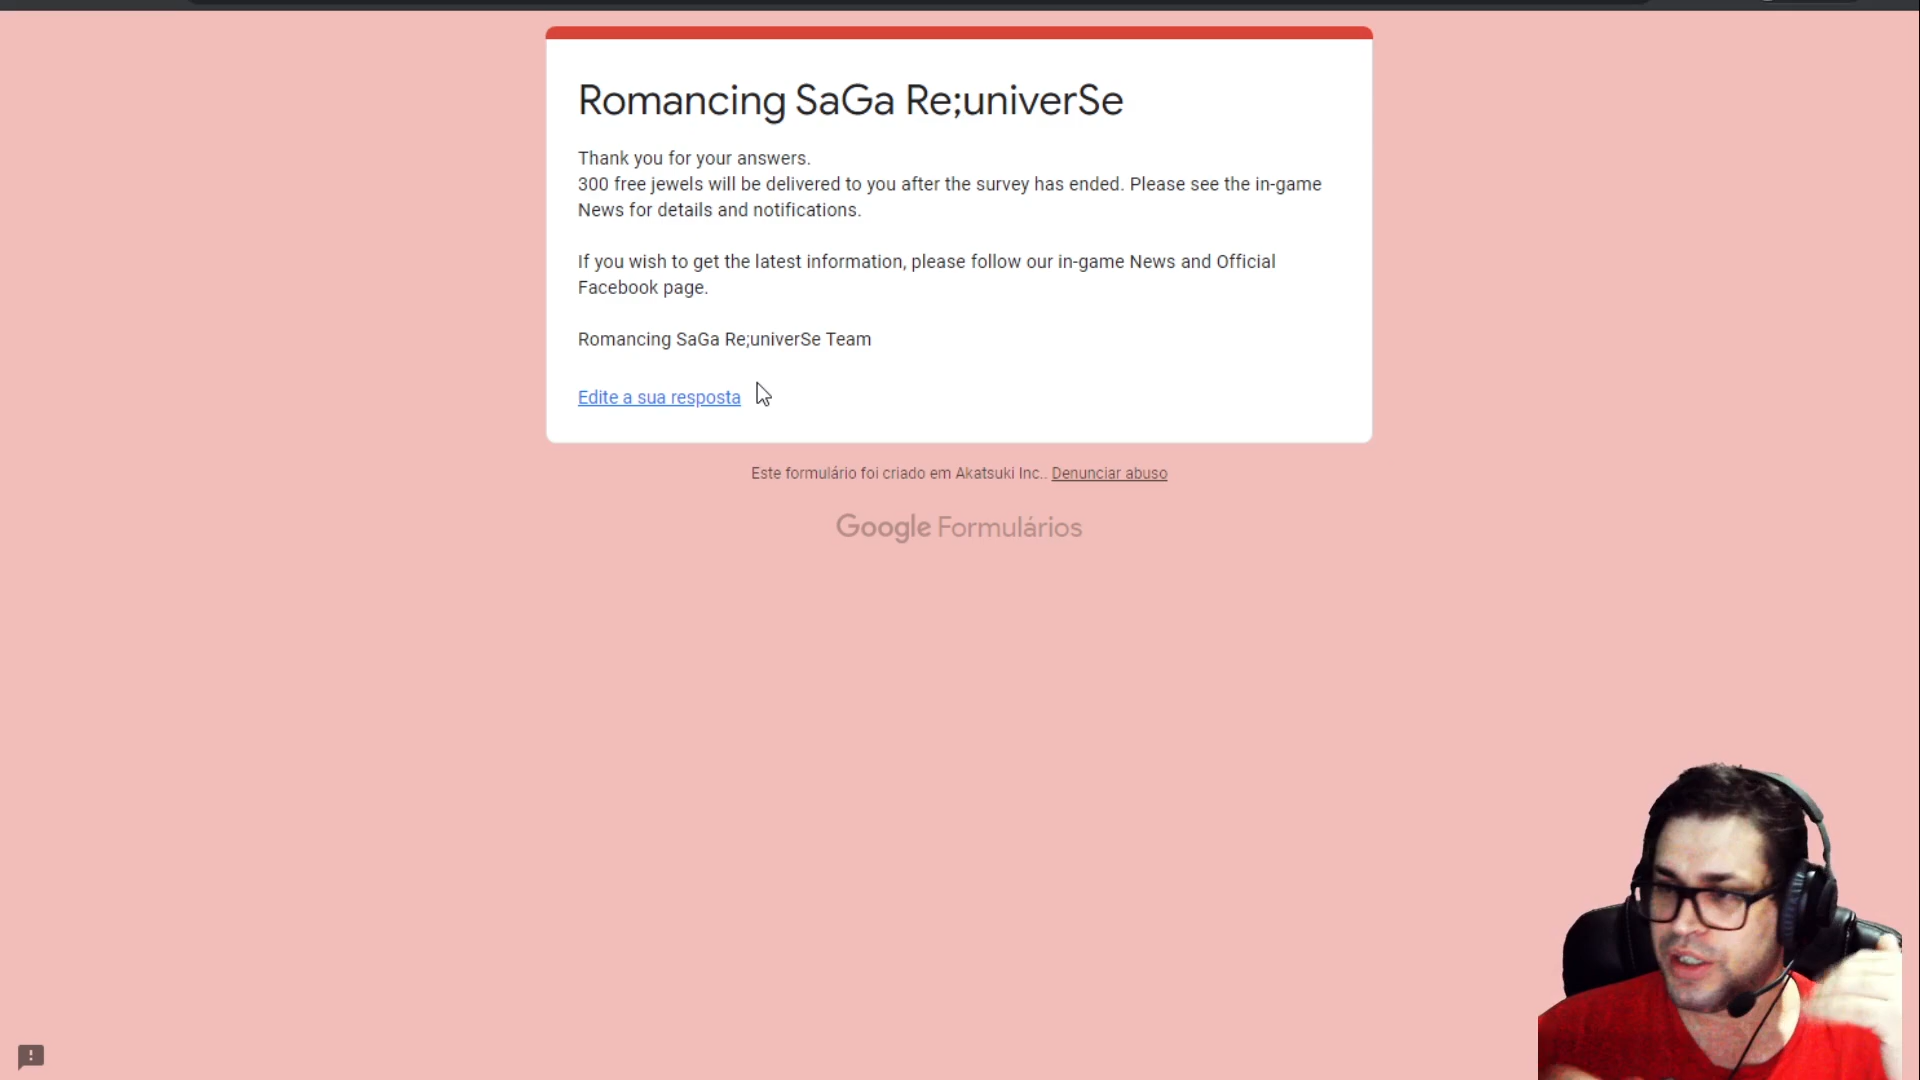 Romancing SaGa Re;univerSe
Thank you for your answers.
300 free jewels will be delivered to you after the survey has ended. Please see the in-game
News for details and notifications.
If you wish to get the latest information, please follow our in-game News and Official
Facebook page.
Romancing SaGa Re;univerSe Team
Edite a sua resposta
Este formulário foi criado em Akatsuki Inc.. Denunciar abuso
Google Formulários